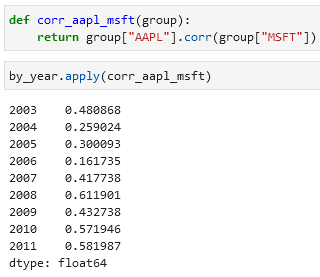 def corr_aapl_msft(group):
    return group["AAPL"].corr(group["MSFT"])
by_year.apply(corr_aapl_msft)
2003    0.480868
2004    0.259024
2005    0.300093
2006    0.161735
2007    0.417738
2008    0.611901
2009    0.432738
2010    0.571946
2011    0.581987
dtype: float64